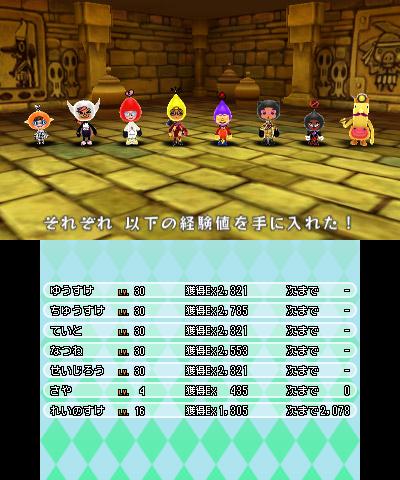 それぞれ 以下の経験値を手に入れた！
ゆうすけ LV. 30 獲得Ex2,321 次まで -
ちゅうすけ LV. 30 獲得Ex2,785 次まで -
ていと LV. 30 獲得Ex2,321 次まで -
なつね LV. 30 獲得Ex2,553 次まで -
せいじろう LV. 30 獲得Ex2,321 次まで -
さや LV. 4 獲得Ex 435 次まで 0
れいのすけ LV. 16 獲得Ex1,305 次まで2,078